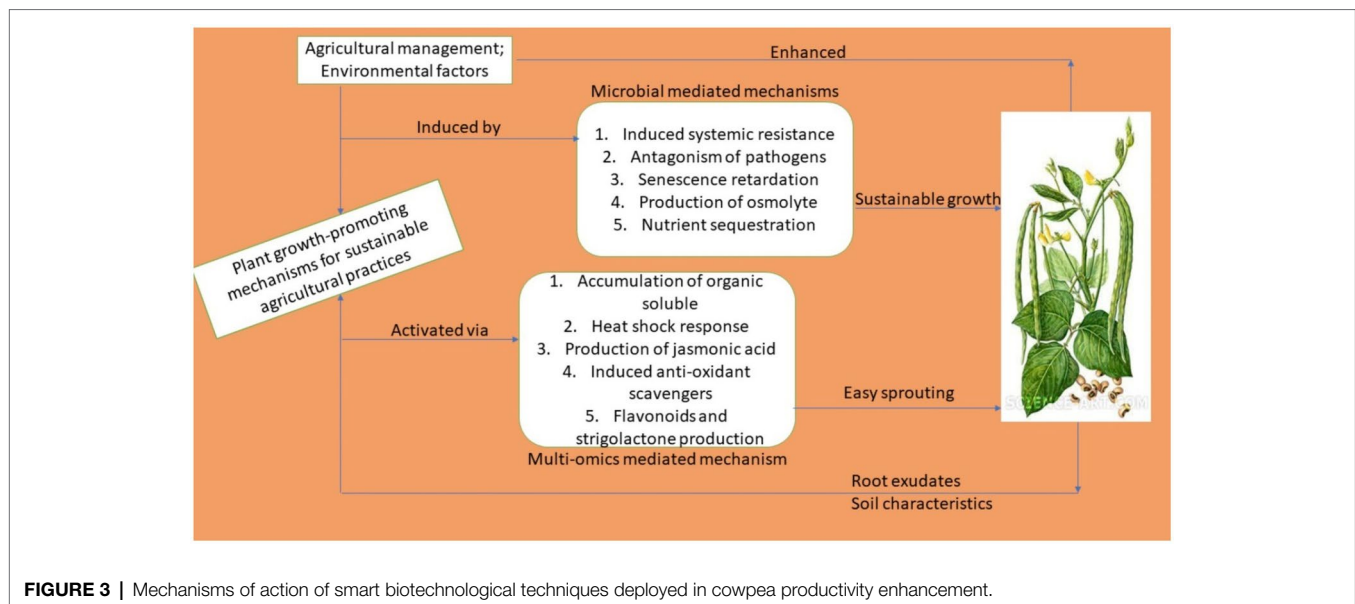 Agricultural management;
Environmental factors
Enhanced
Microbial mediated mechanisms
Induced by
1. Induced systemic resistance
2. Antagonism of pathogens
3. Senescence retardation
4. Production of osmolyte
5. Nutrient sequestration
Sustainable growth
Plant growth-promoting
mechanisms for sustainable
agricultural practices
Activated via
1. Accumulation of organic
soluble
2. Heat shock response
3. Production of jasmonic acid
4. Induced anti-oxidant
scavengers
5. Flavonoids and
strigolactone production
Multi-omics mediated mechanism
Easy sprouting
Root exudates
Soil characteristics
FIGURE 3 | Mechanisms of action of smart biotechnological techniques deployed in cowpea productivity enhancement.